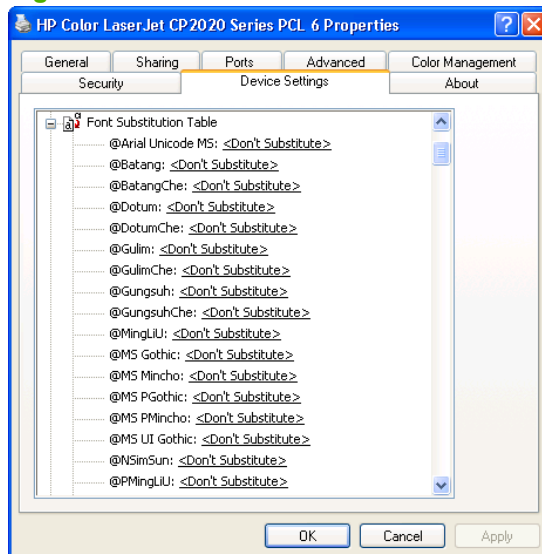 HP Color LaserJet CP2020 Series PCL 6 Properties
General Sharing Ports Advanced Color Management
Security Device Settings About
Font Substitution Table
@Arial Unicode MS: <Don't Substitute>
@Batang: <Don't Substitute>
@BatangChe: <Don't Substitute>
@Dotum: <Don't Substitute>
@DotumChe: <Don't Substitute>
@Gulim: <Don't Substitute>
@GulimChe: <Don't Substitute>
@Gungsuh: <Don't Substitute>
@GungsuhChe: <Don't Substitute>
@MingLiU: <Don't Substitute>
@MS Gothic: <Don't Substitute>
@MS Mincho: <Don't Substitute>
@MS PGothic: <Don't Substitute>
@MS PMincho: <Don't Substitute>
@MS UI Gothic: <Don't Substitute>
@NSimSun: <Don't Substitute>
@PMingLiU: <Don't Substitute>
OK Cancel Apply